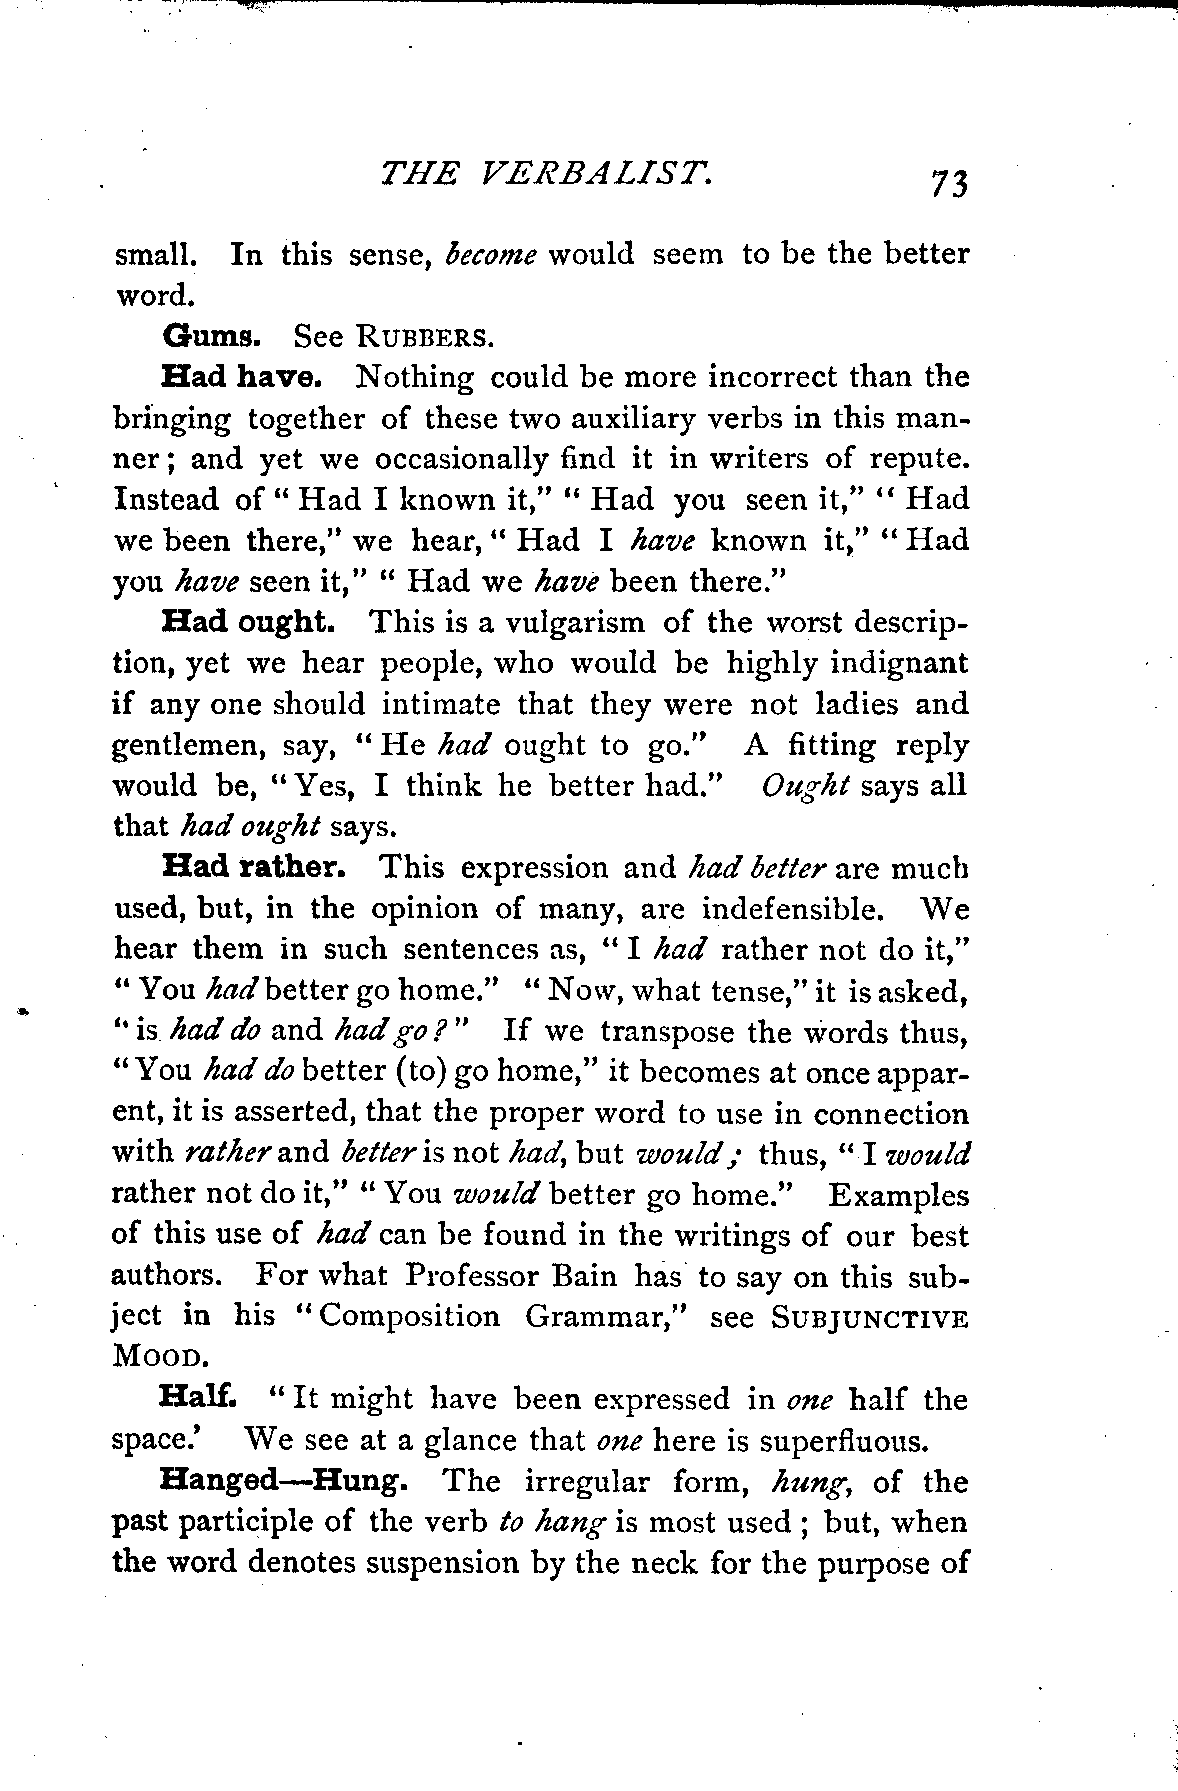 THE VERBALIST. 73
small. In this sense, become would seem to be the better
word.
Gums. See RUBBERS.
Had have. Nothing could be more incorrect than the
bringing together of these two auxiliary verbs in this man-
ner; and yet we occasionally find it in writers of repute.
Instead of "Had I known it," "Had you seen it," "Had
we been there," we hear, "Had I have known it," "Had
you have seen it," "Had we have been there."
Had ought. This is a vulgarism of the worst descrip-
tion, yet we hear people, who would be highly indignant
if any one should intimate that they were not ladies and
gentlemen, say, "He had ought to go." A fitting reply
would be, "Yes, I think he better had." Ought says all
that had ought says.
Had rather. This expression and had better are much
used, but, in the opinion of many, are indefensible. We
hear them in such sentences as, "I had rather not do it,"
"You had better go home." "Now, what tense," it is asked,
"is had do and had go?" If we transpose the words thus,
"You had do better (to) go home," it becomes at once appar-
ent, it is asserted, that the proper word to use in connection
with rather and better is not had, but would; thus, "I would
rather not do it," "You would better go home." Examples
of this use of had can be found in the writings of our best
authors. For what Professor Bain has to say on this sub-
ject in his "Composition Grammar," see SUBJUNCTIVE
MOOD.
Half. "It might have been expressed in one half the
space.' We see at a glance that one here is superfluous.
Hanged—Hung. The irregular form, hung, of the
past participle of the verb to hang is most used; but, when
the word denotes suspension by the neck for the purpose of